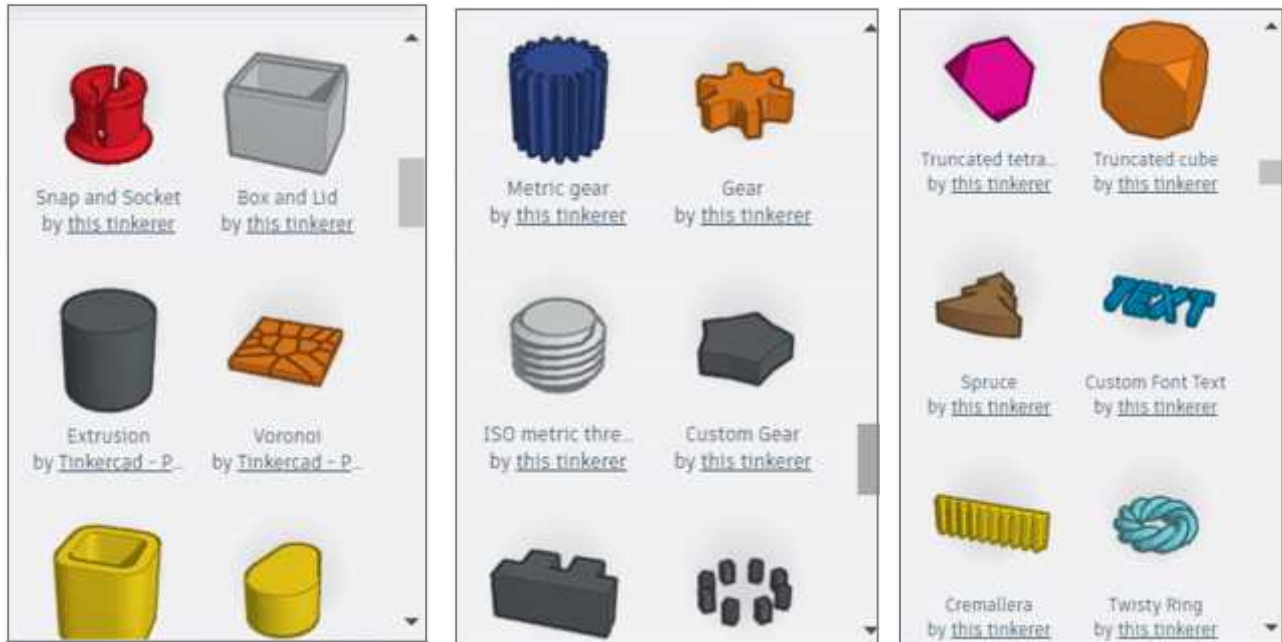 Snap and Socket
by this tinkerer
Box and Lid
by this tinkerer
Extrusion
by Tinkercad - P...
Voronoi
by Tinkercad - P...
Metric gear
by this tinkerer
Gear
by this tinkerer
ISO metric thre...
by this tinkerer
Custom Gear
by this tinkerer
Truncated tetra...
by this tinkerer
Truncated cube
by this tinkerer
Spruce
by this tinkerer
TEXT
Custom Font Text
by this tinkerer
Cremallera
by this tinkerer
Twisty Ring
by this tinkerer